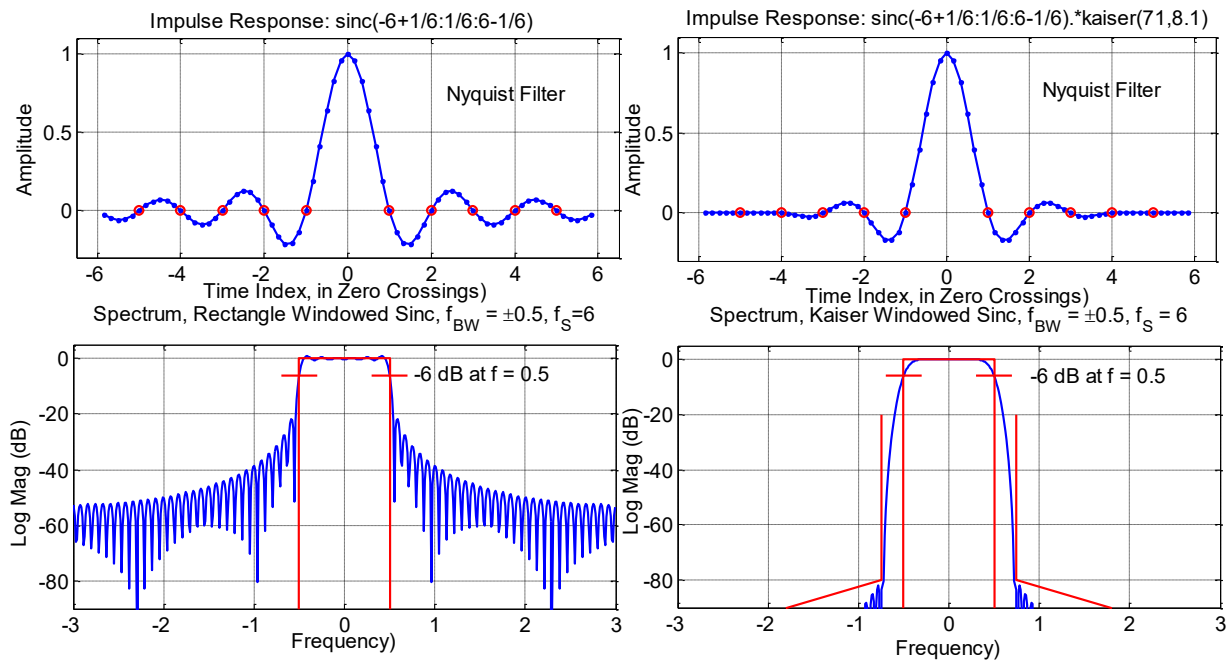 Impulse Response: sinc(-6+1/6:1/6:6-1/6)
1
0.5
0
Amplitude
Nyquist Filter
-6 -4 -2 0 2 4 6
Time Index, in Zero Crossings)
Impulse Response: sinc(-6+1/6:1/6:6-1/6).*kaiser(71,8.1)
1
0.5
0
Amplitude
Nyquist Filter
-6 -4 -2 0 2 4 6
Time Index, in Zero Crossings)
Spectrum, Rectangle Windowed Sinc, fBW = ±0.5, fS=6
0
-20
-40
-60
-80
Log Mag (dB)
-6 dB at f = 0.5
-3 -2 -1 0 1 2 3
Frequency)
Spectrum, Kaiser Windowed Sinc, fBW = ±0.5, fS = 6
0
-20
-40
-60
-80
Log Mag (dB)
-6 dB at f = 0.5
-3 -2 -1 0 1 2 3
Frequency)